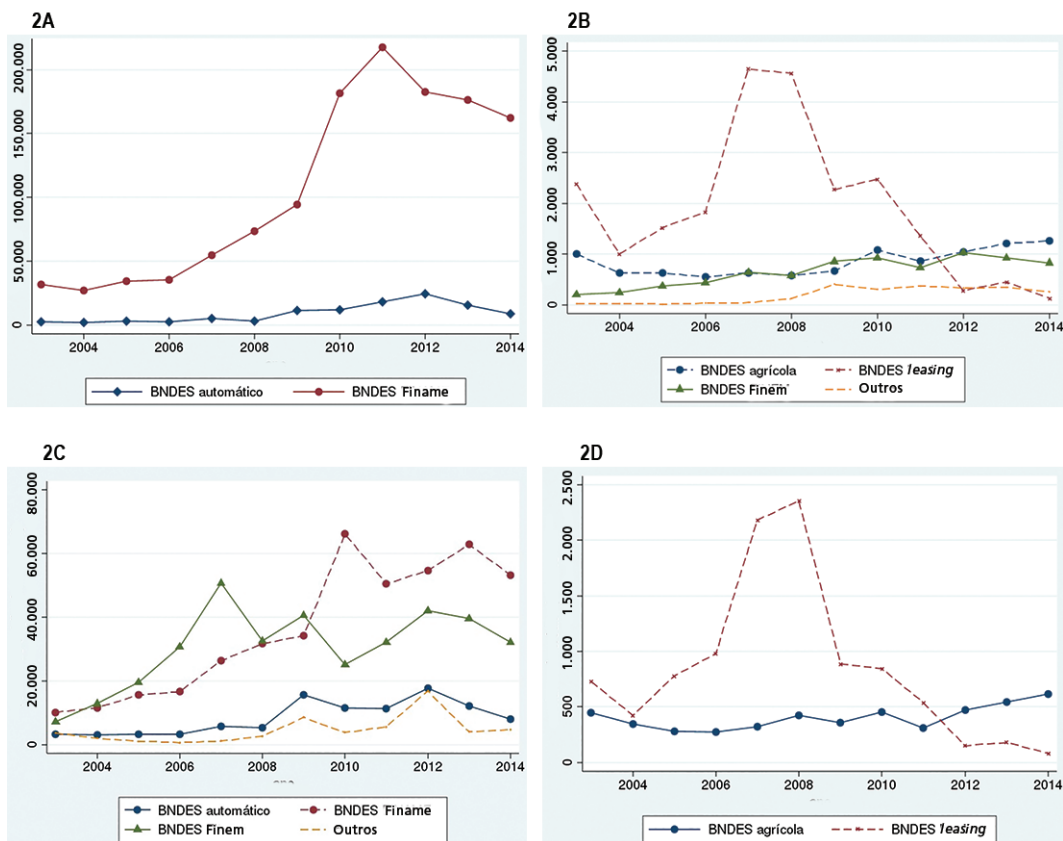 2A
200.000
150.000
100.000
50.000
0
2004 2006 2008 2010 2012 2014
BNDES automático BNDES Finame
2B
5.000
4.000
3.000
2.000
1.000
0
2004 2006 2008 2010 2012 2014
BNDES agrícola BNDES leasing
BNDES Finem Outros
2C
80.000
60.000
40.000
20.000
0
2004 2006 2008 2010 2012 2014
BNDES automático BNDES Finame
BNDES Finem Outros
2D
2.500
2.000
1.500
1.000
500
0
2004 2006 2008 2010 2012 2014
BNDES agrícola BNDES leasing